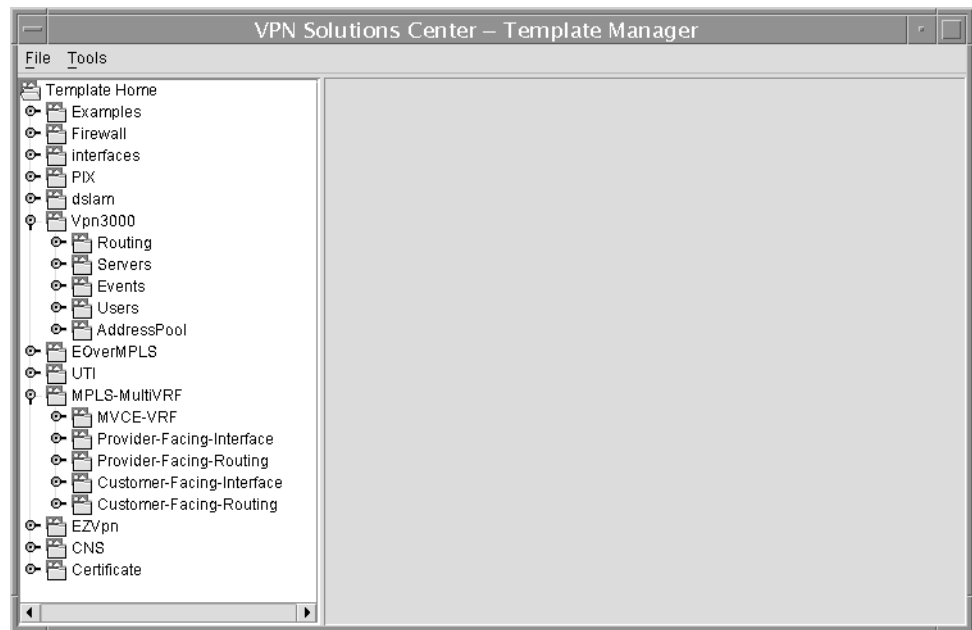 VPN Solutions Center – Template Manager
File Tools
Template Home
Examples
Firewall
interfaces
PIX
dslam
Vpn3000
Routing
Servers
Events
Users
AddressPool
EOverMPLS
UTI
MPLS-MultiVRF
MVCE-VRF
Provider-Facing-Interface
Provider-Facing-Routing
Customer-Facing-Interface
Customer-Facing-Routing
EZVpn
CNS
Certificate